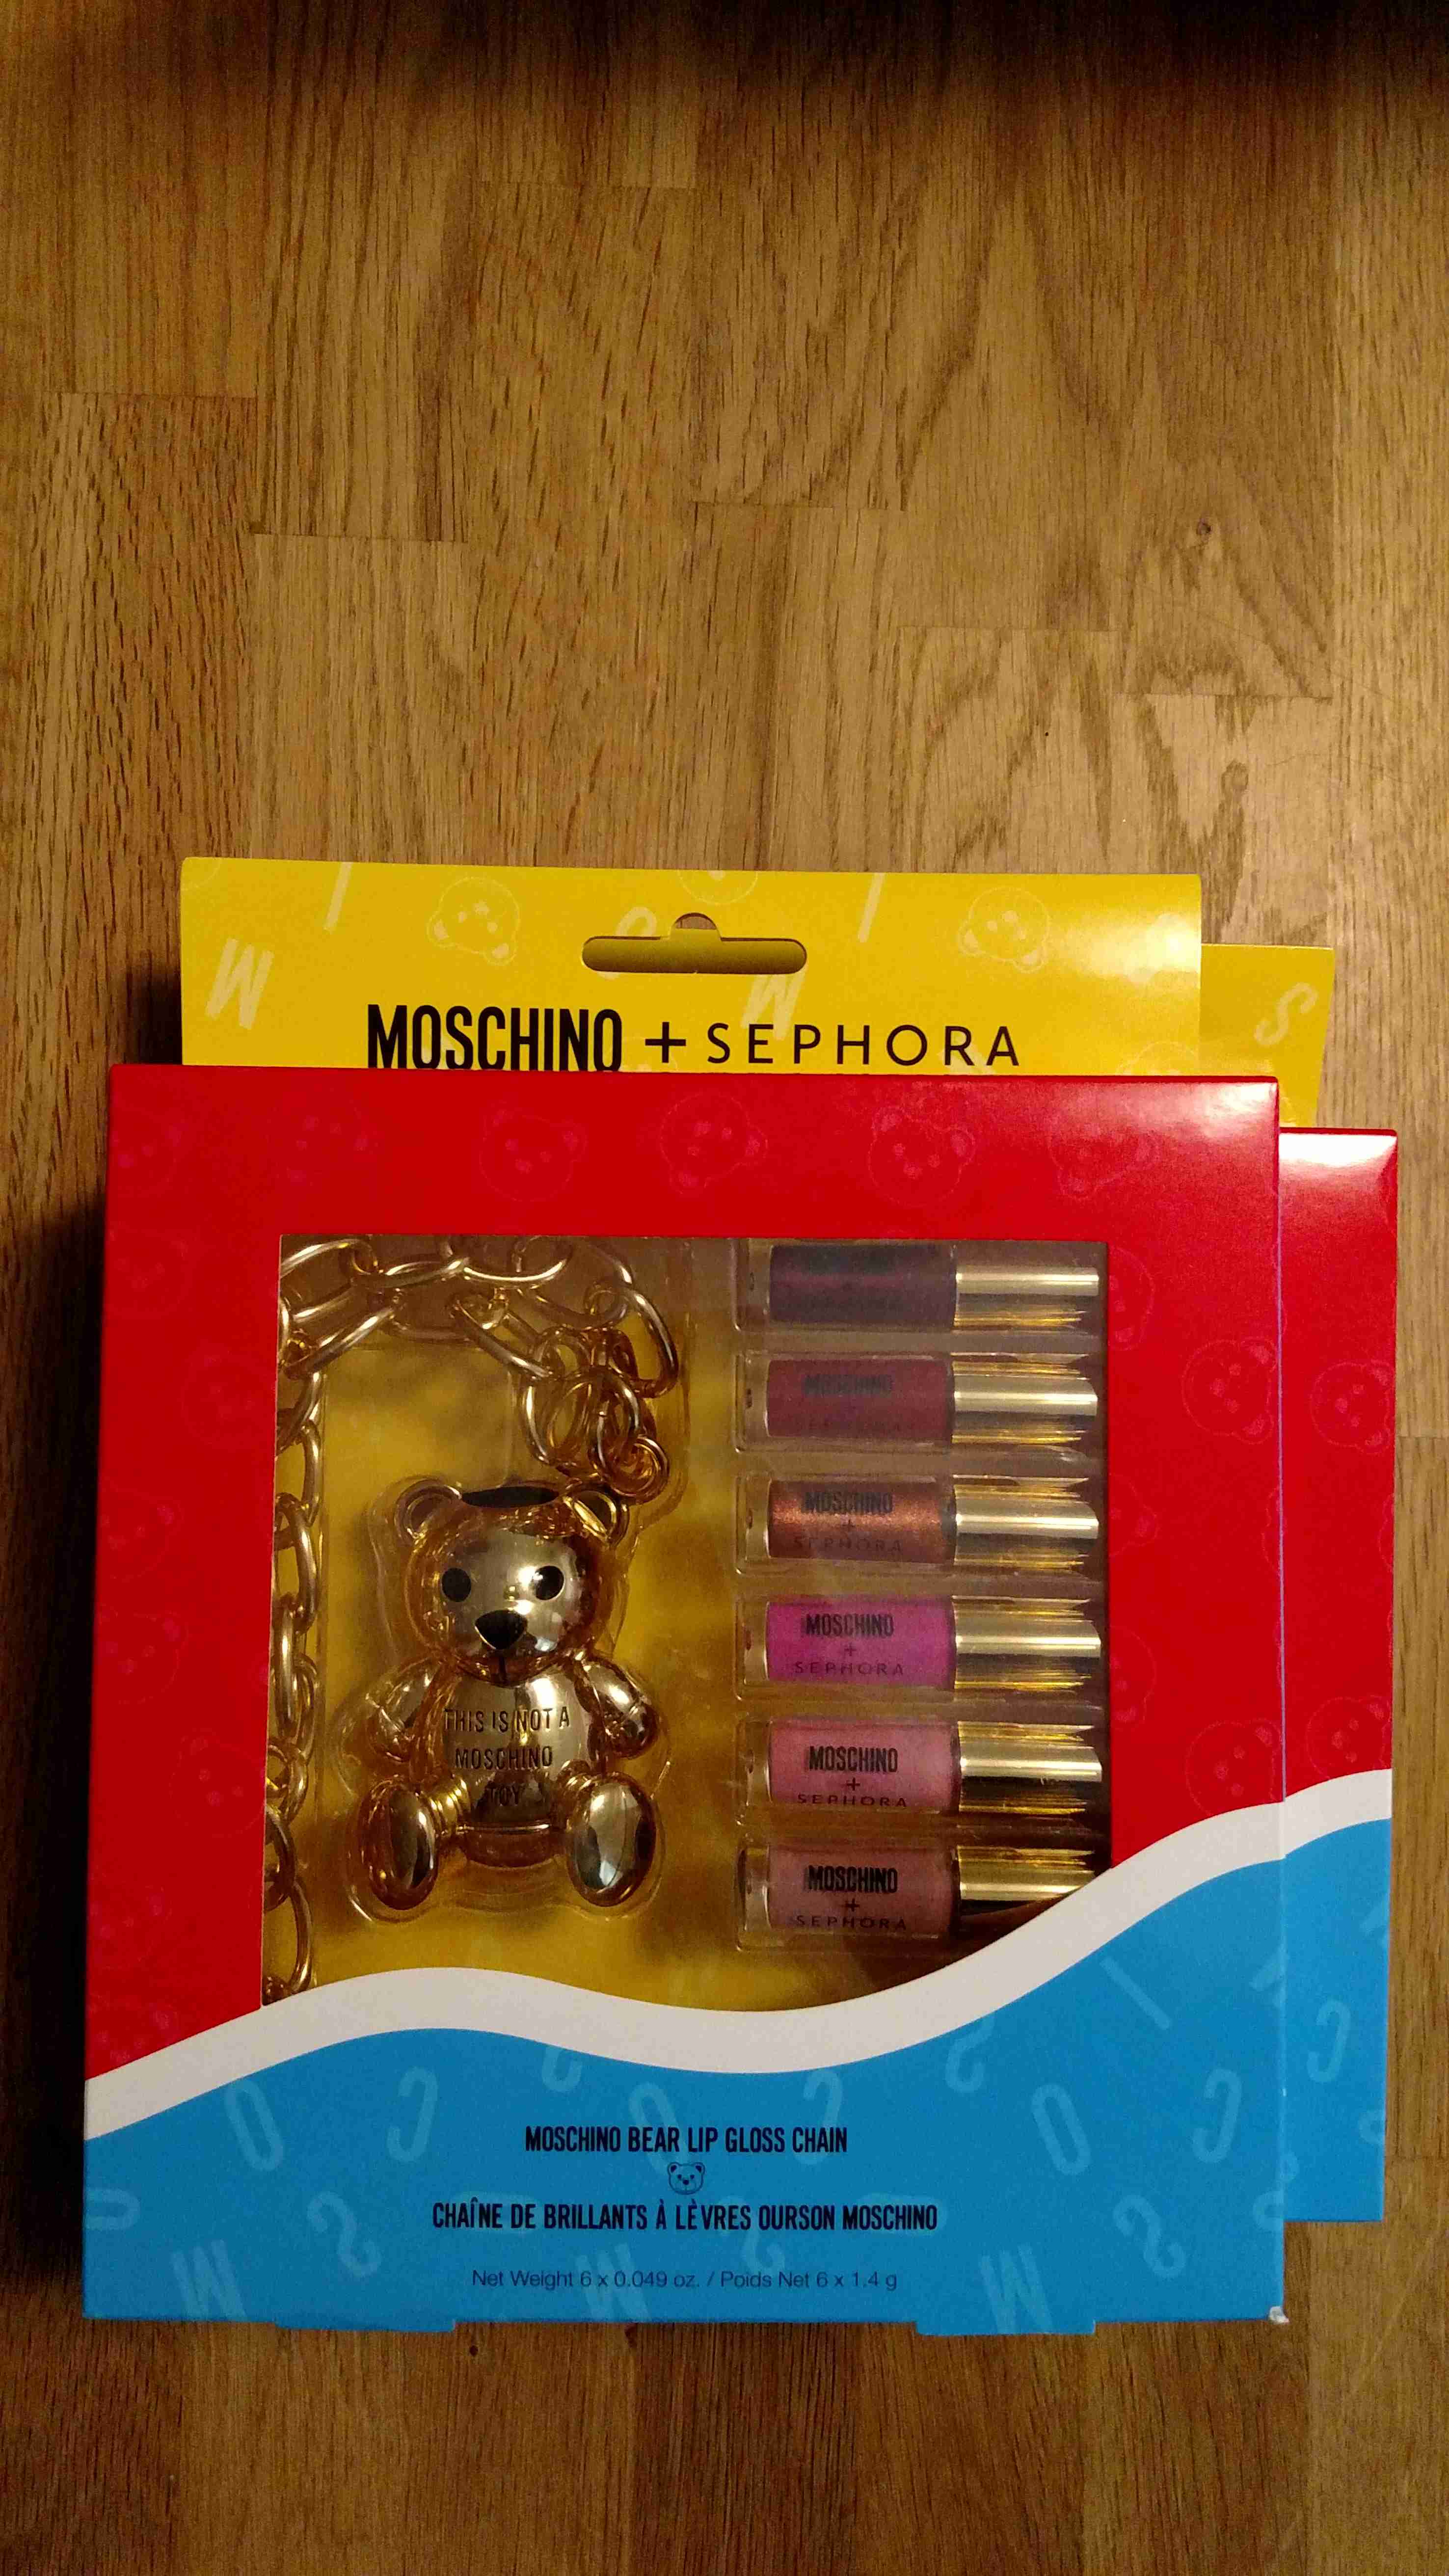 MOSCHINO + SEPHORA
THIS IS NOT A
MOSCHINO
TOY
MOSCHINO
MOSCHINO
+
SEPHORA
MOSCHINO
+
SEPHORA
MOSCHINO
+
SEPHORA
MOSCHINO
+
SEPHORA
MOSCHINO BEAR LIP GLOSS CHAIN
CHAÎNE DE BRILLANTS À LÈVRES OURSON MOSCHINO
Net Weight 6 x 0.049 oz. / Poids Net 6 x 1.4 g